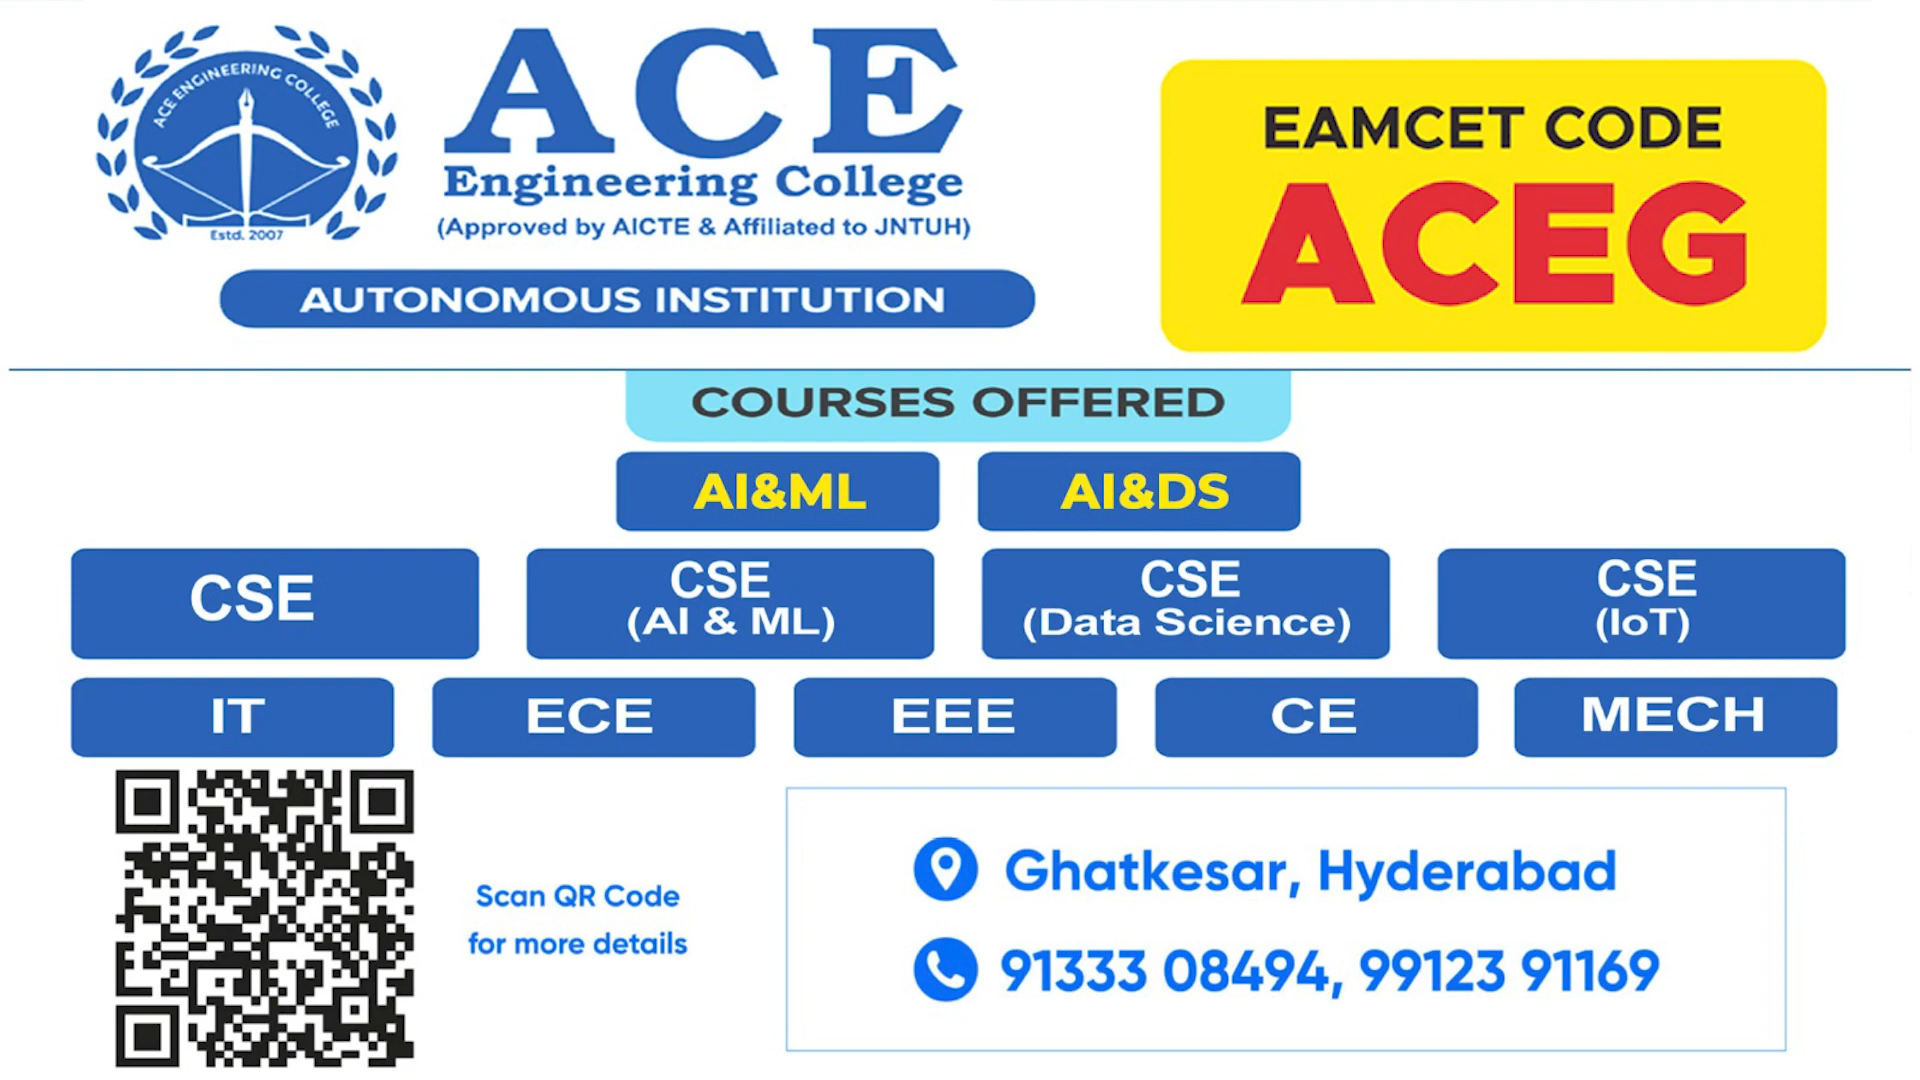 ACE ENGINEERING COLLEGE
Estd. 2007
ACE
Engineering College
(Approved by AICTE & Affiliated to JNTUH)
AUTONOMOUS INSTITUTION
EAMCET CODE
ACEG
COURSES OFFERED
AI&ML AI&DS
CSE
CSE
(AI & ML)
CSE
(Data Science)
CSE
(IoT)
IT ECE EEE CE MECH
Scan QR Code
for more details
Ghatkesar, Hyderabad
91333 08494, 99123 91169